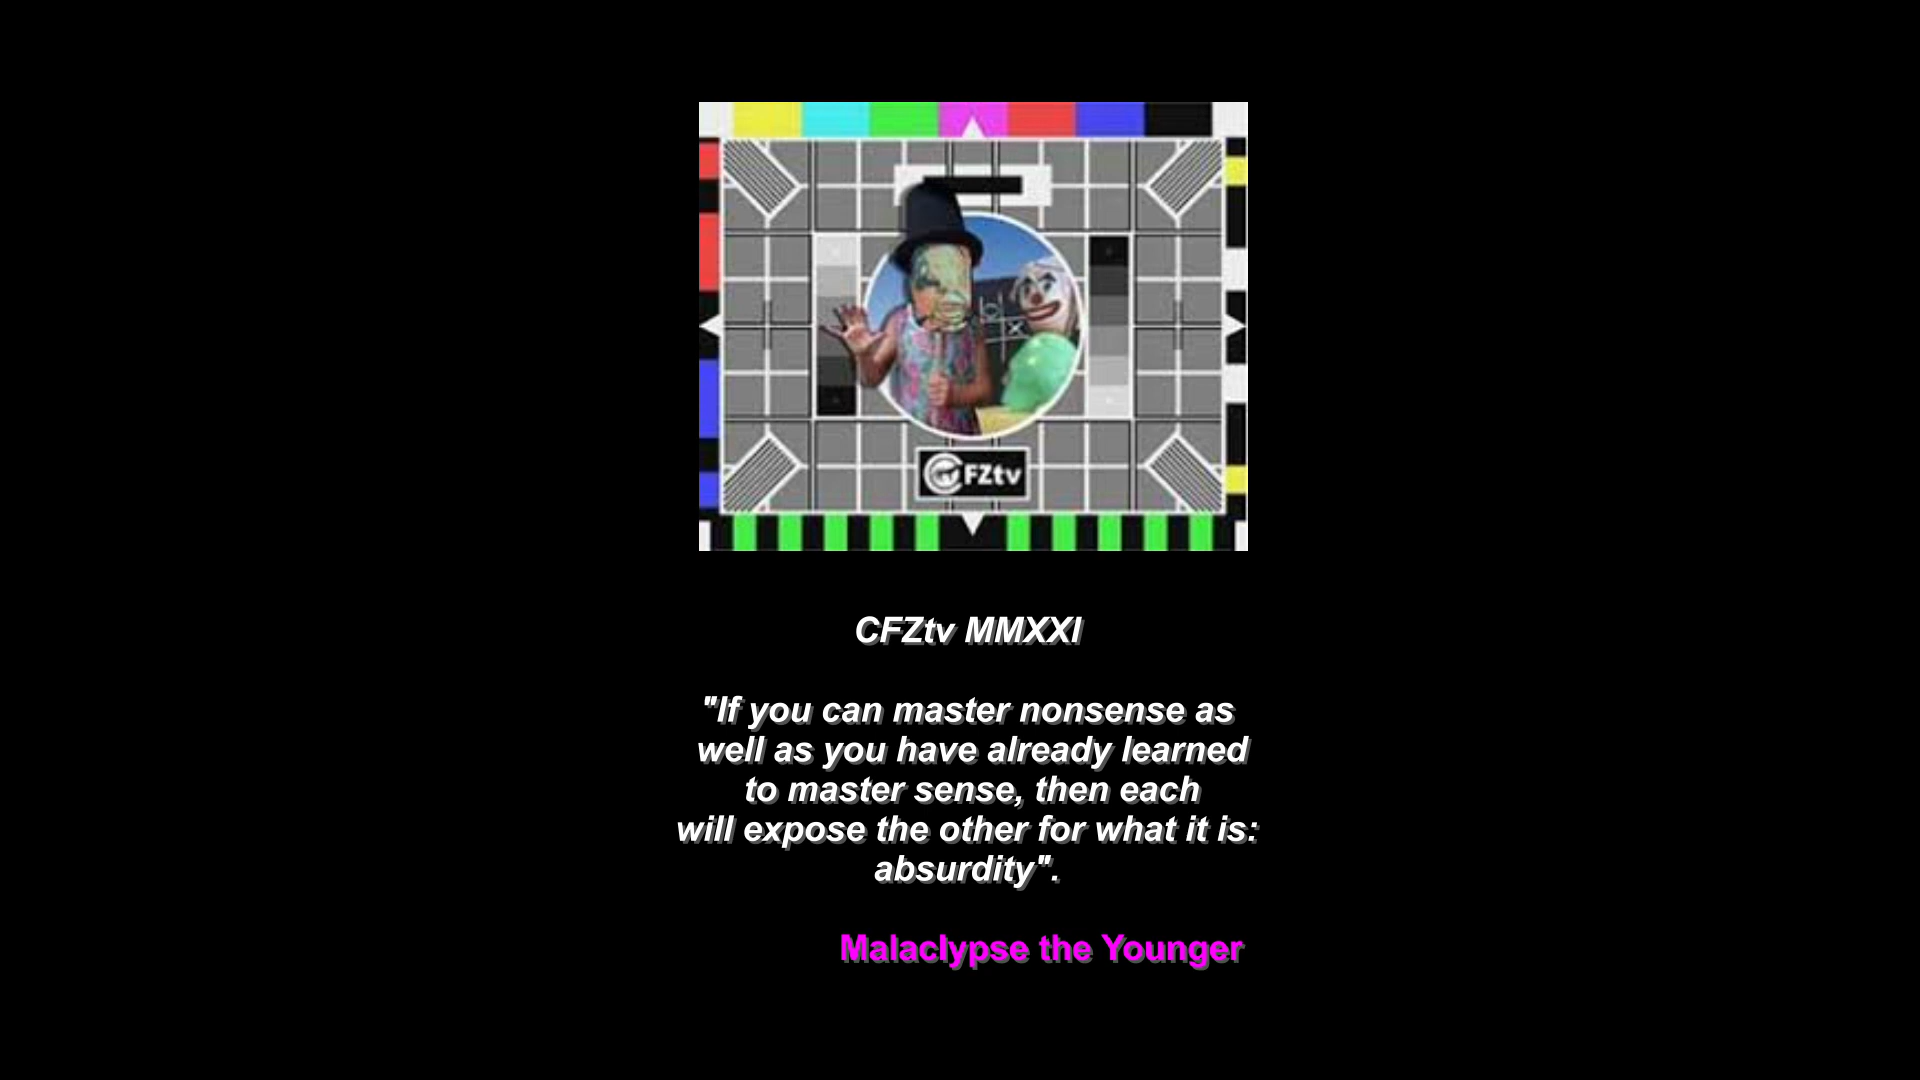 CFZtv
CFZtv MMXXI
"If you can master nonsense as
well as you have already learned
to master sense, then each
will expose the other for what it is:
absurdity".
Malaclypse the Younger